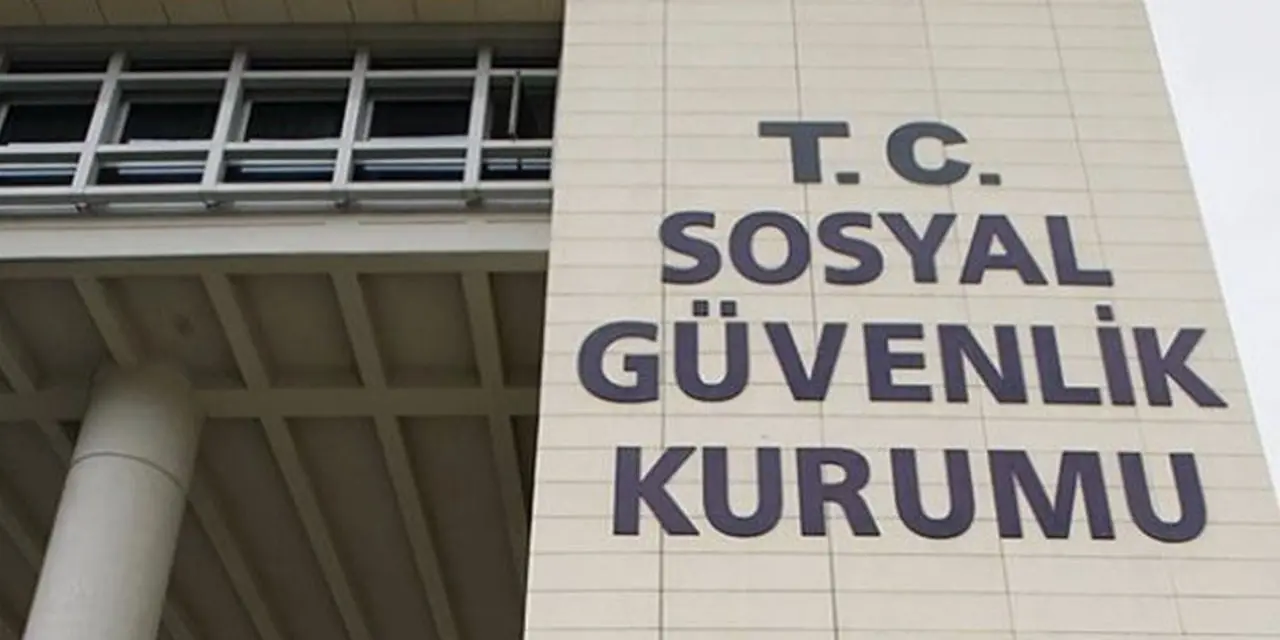 T.C.
SOSYAL
GÜVENLİK
KURUMU